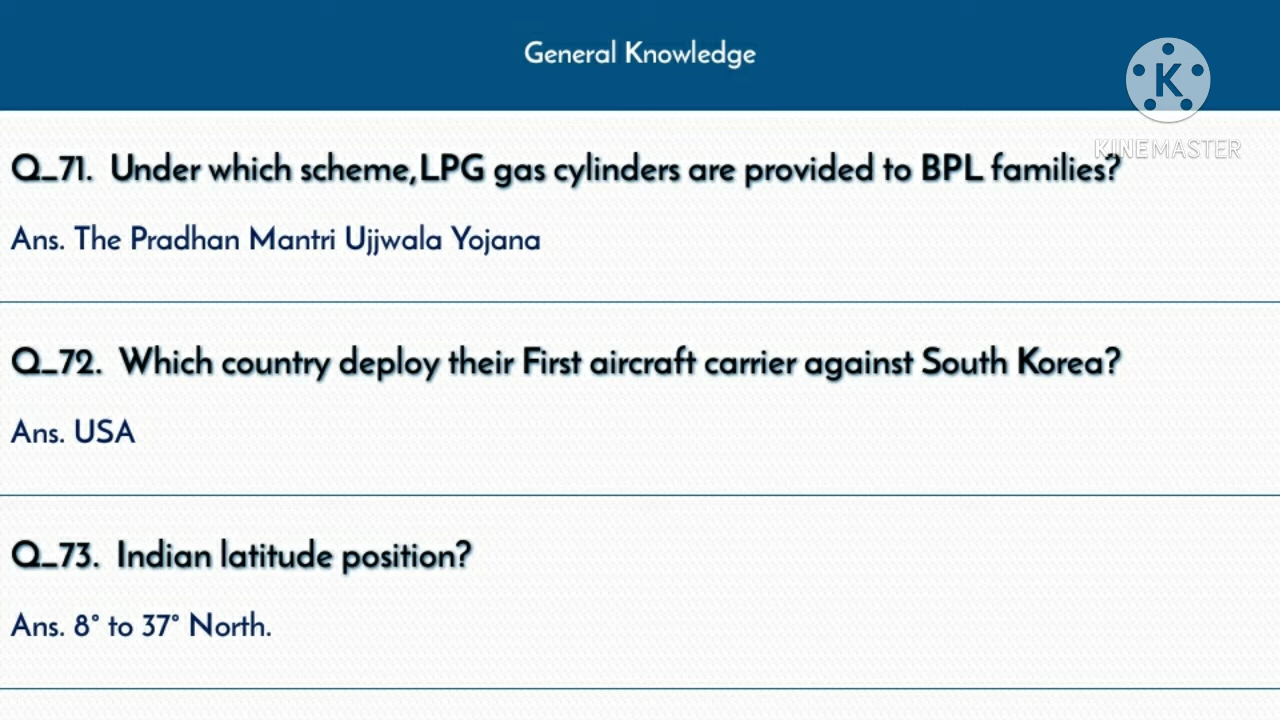 General Knowledge
K
KINEMASTER
Q_71. Under which scheme,LPG gas cylinders are provided to BPL families?
Ans. The Pradhan Mantri Ujjwala Yojana
Q_72. Which country deploy their First aircraft carrier against South Korea?
Ans. USA
Q_73. Indian latitude position?
Ans. 8° to 37° North.